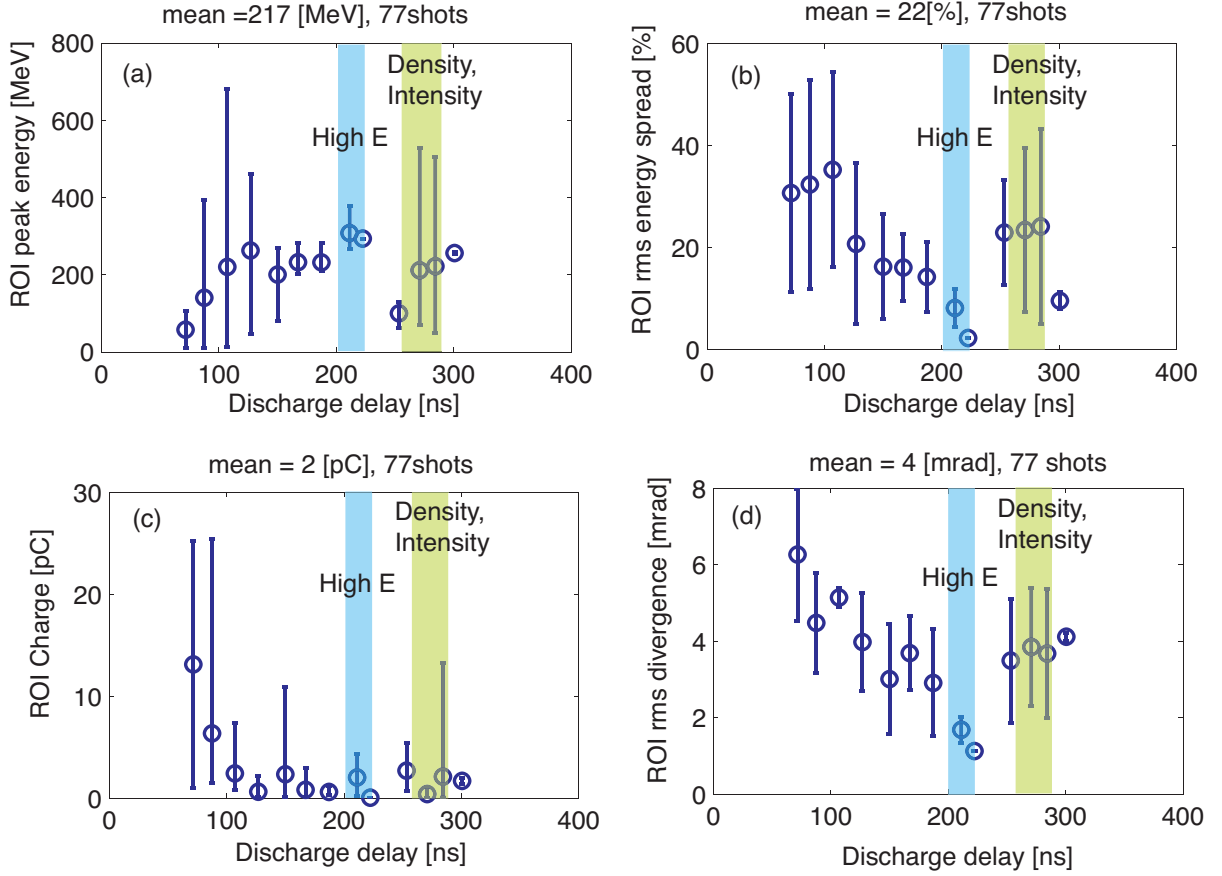 mean =217 [MeV], 77shots
800
600
400
200
0
0
100
200
300
400
ROI peak energy [MeV]
Discharge delay [ns]
(a)
High E
Density,
Intensity
mean = 22[%], 77shots
60
40
20
0
0
100
200
300
400
ROI rms energy spread [%]
Discharge delay [ns]
(b)
High E
Density,
Intensity
mean = 2 [pC], 77shots
30
20
10
0
0
100
200
300
400
ROI Charge [pC]
Discharge delay [ns]
(c)
High E
Density,
Intensity
mean = 4 [mrad], 77 shots
8
6
4
2
0
0
100
200
300
400
ROI rms divergence [mrad]
Discharge delay [ns]
(d)
High E
Density,
Intensity